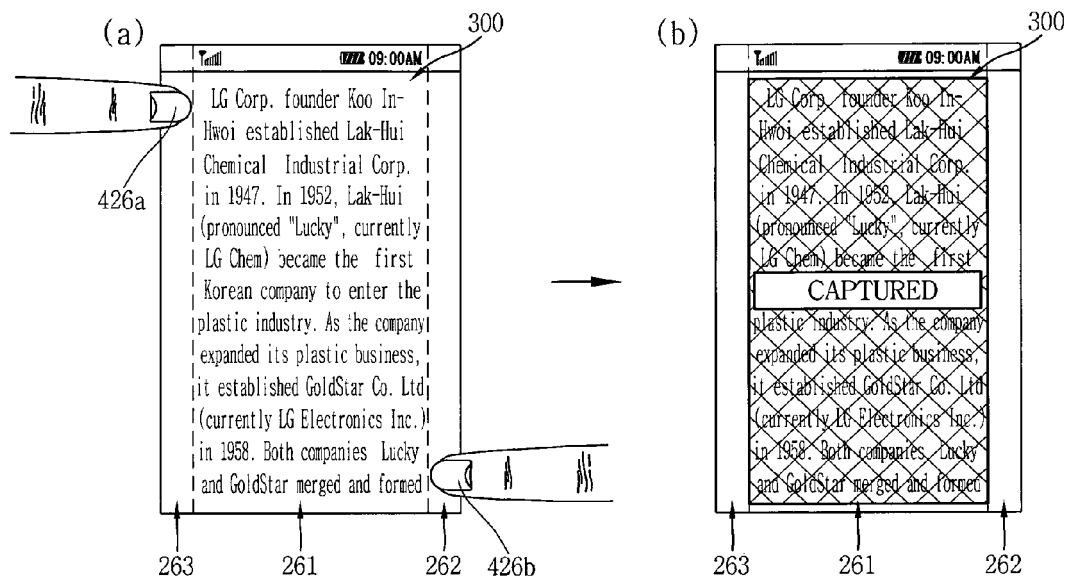 (a)
300
09:00AM
LG Corp. founder Koo In-
Hwoi established Lak-Hui
Chemical Industrial Corp.
in 1947. In 1952, Lak-Hui
(pronounced "Lucky", currently
LG Chem) became the first
Korean company to enter the
plastic industry. As the company
expanded its plastic business,
it established GoldStar Co. Ltd
(currently LG Electronics Inc.)
in 1958. Both companies Lucky
and GoldStar merged and formed
426a
426b
263
261
262
(b)
300
09:00AM
LG Corp. founder Koo In-
Hwoi established Lak-Hui
Chemical Industrial Corp.
in 1947. In 1952, Lak-Hui
(pronounced "Lucky", currently
LG Chem) became the first
CAPTURED
plastic industry. As the company
expanded its plastic business,
it established GoldStar Co. Ltd
(currently LG Electronics Inc.)
in 1958. Both companies Lucky
and GoldStar merged and formed
263
261
262